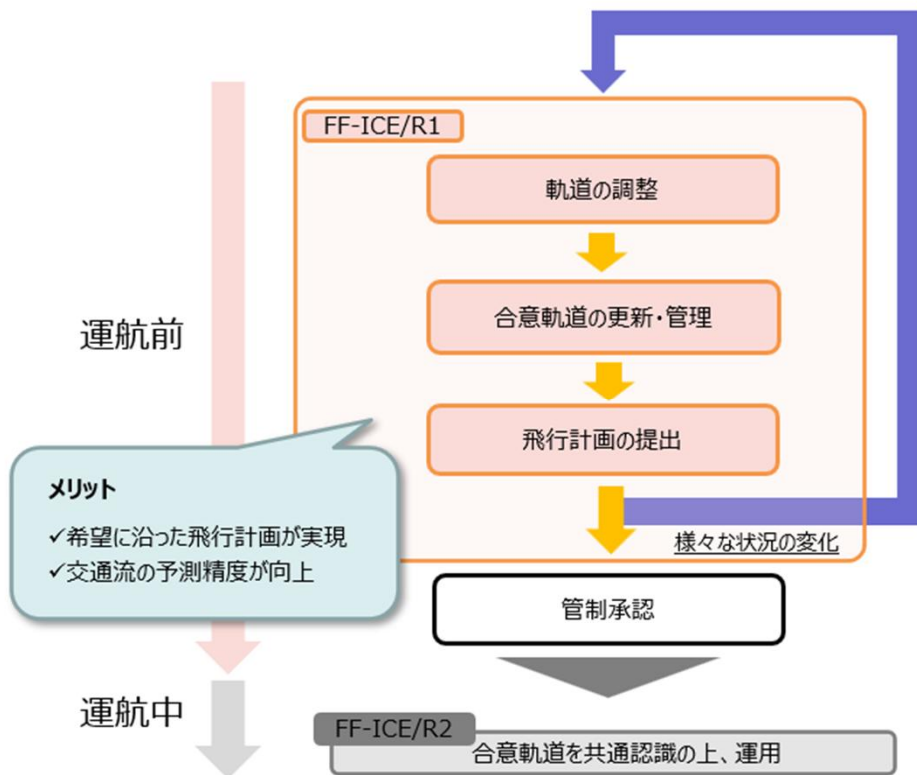 FF-ICE/R1
軌道の調整
合意軌道の更新・管理
運航前
飛行計画の提出
メリット
✓希望に沿った飛行計画が実現
✓交通流の予測精度が向上
様々な状況の変化
管制承認
運航中
FF-ICE/R2
合意軌道を共通認識の上、運用